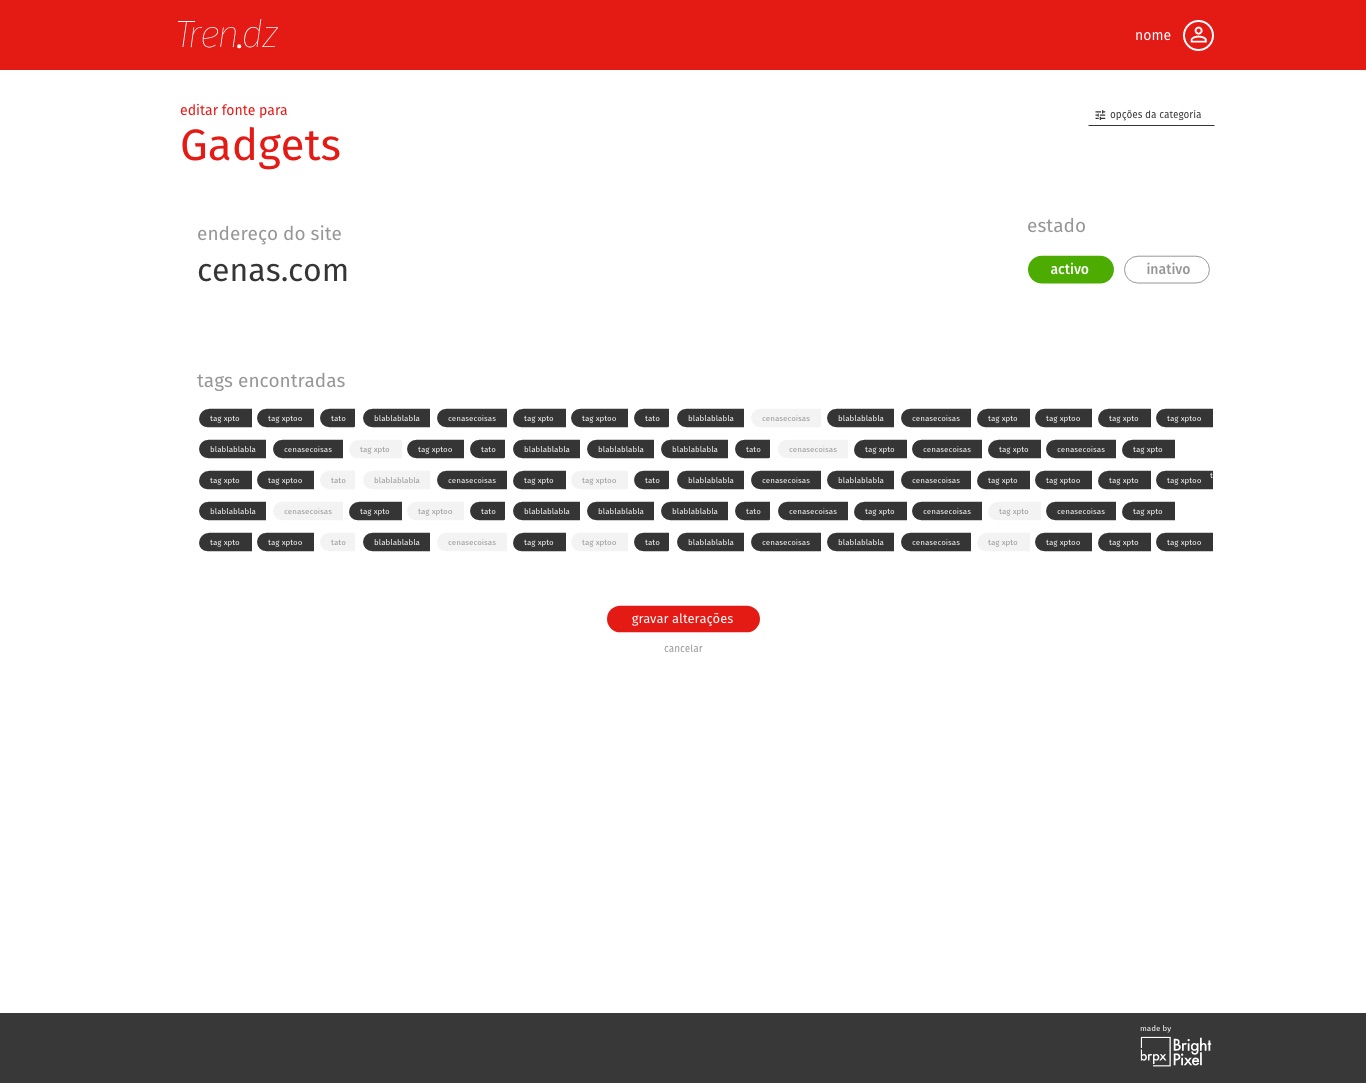 Tren.dz
nome
editar fonte para
Gadgets
opções da categoria
endereço do site
cenas.com
estado
activo inativo
tags encontradas
tag xpto tag xptoo tato blablablabla cenasecoisas tag xpto tag xptoo tato blablablabla cenasecoisas blablablabla cenasecoisas tag xpto tag xptoo tag xpto tag xptoo
blablablabla cenasecoisas tag xpto tag xptoo tato blablablabla blablablabla blablablabla tato cenasecoisas tag xpto cenasecoisas tag xpto cenasecoisas tag xpto
tag xpto tag xptoo tato blablablabla cenasecoisas tag xpto tag xptoo tato blablablabla cenasecoisas blablablabla cenasecoisas tag xpto tag xptoo tag xpto tag xptoo
blablablabla cenasecoisas tag xpto tag xptoo tato blablablabla blablablabla blablablabla tato cenasecoisas tag xpto cenasecoisas tag xpto cenasecoisas tag xpto
tag xpto tag xptoo tato blablablabla cenasecoisas tag xpto tag xptoo tato blablablabla cenasecoisas blablablabla cenasecoisas tag xpto tag xptoo tag xpto tag xptoo
gravar alterações
cancelar
made by
brpx Bright
Pixel